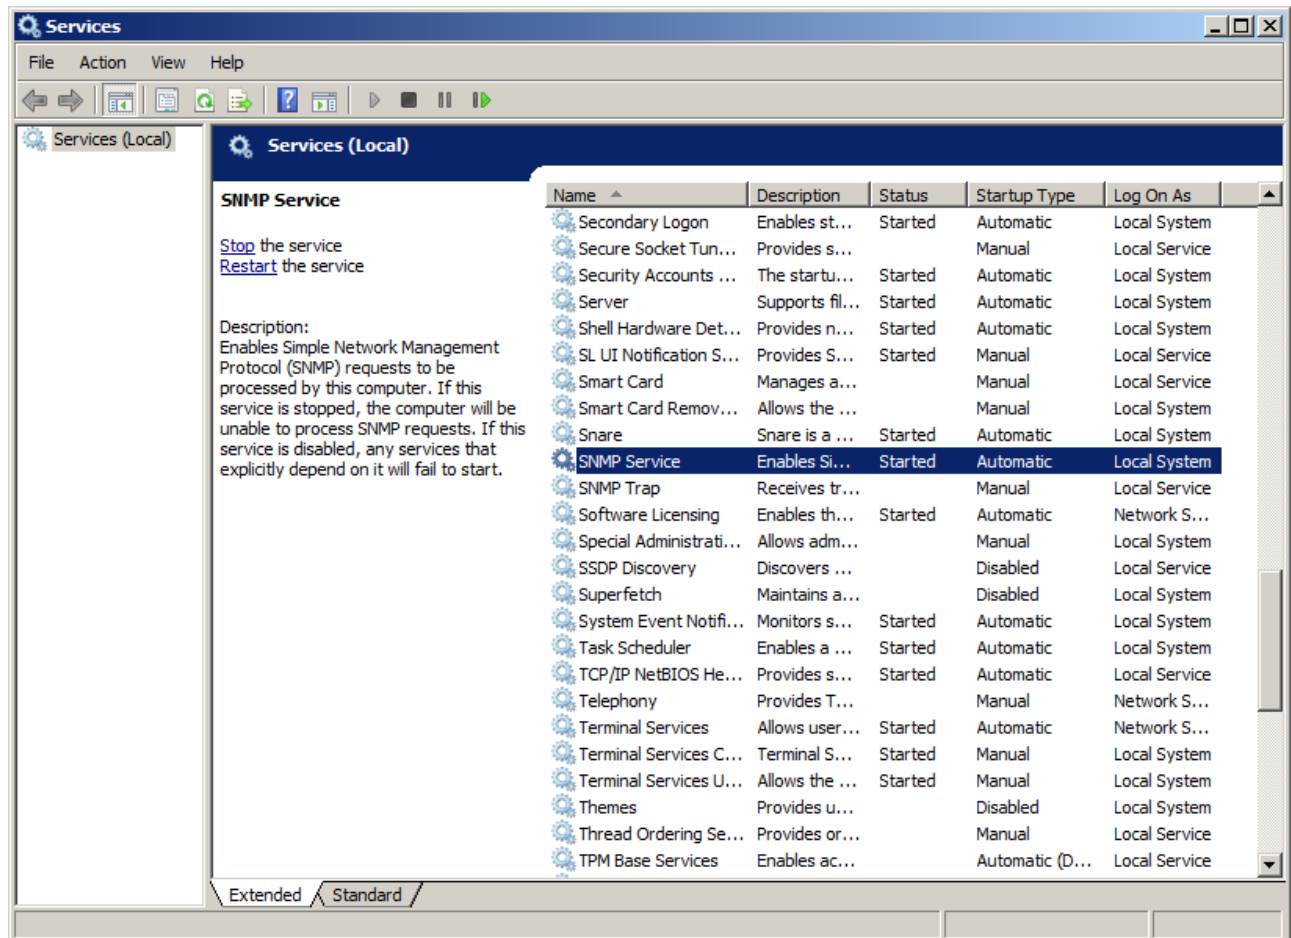 Services
File Action View Help
Services (Local)
Services (Local)
SNMP Service
Stop the service
Restart the service
Description:
Enables Simple Network Management
Protocol (SNMP) requests to be
processed by this computer. If this
service is stopped, the computer will be
unable to process SNMP requests. If this
service is disabled, any services that
explicitly depend on it will fail to start.
Name Description Status Startup Type Log On As
Secondary Logon Enables st... Started Automatic Local System
Secure Socket Tun... Provides s... Manual Local Service
Security Accounts ... The startu... Started Automatic Local System
Server Supports fil... Started Automatic Local System
Shell Hardware Det... Provides n... Started Automatic Local System
SL UI Notification S... Provides S... Started Manual Local Service
Smart Card Manages a... Manual Local Service
Smart Card Remov... Allows the ... Manual Local System
Snare Snare is a ... Started Automatic Local System
SNMP Service Enables Si... Started Automatic Local System
SNMP Trap Receives tr... Manual Local Service
Software Licensing Enables th... Started Automatic Network S...
Special Administrati... Allows adm... Manual Local System
SSDP Discovery Discovers ... Disabled Local Service
Superfetch Maintains a... Disabled Local System
System Event Notifi... Monitors s... Started Automatic Local System
Task Scheduler Enables a ... Started Automatic Local System
TCP/IP NetBIOS He... Provides s... Started Automatic Local Service
Telephony Provides T... Manual Network S...
Terminal Services Allows user... Started Automatic Network S...
Terminal Services C... Terminal S... Started Manual Local System
Terminal Services U... Allows the ... Started Manual Local System
Themes Provides u... Disabled Local System
Thread Ordering Se... Provides or... Manual Local Service
TPM Base Services Enables ac... Automatic (D... Local Service
Extended Standard